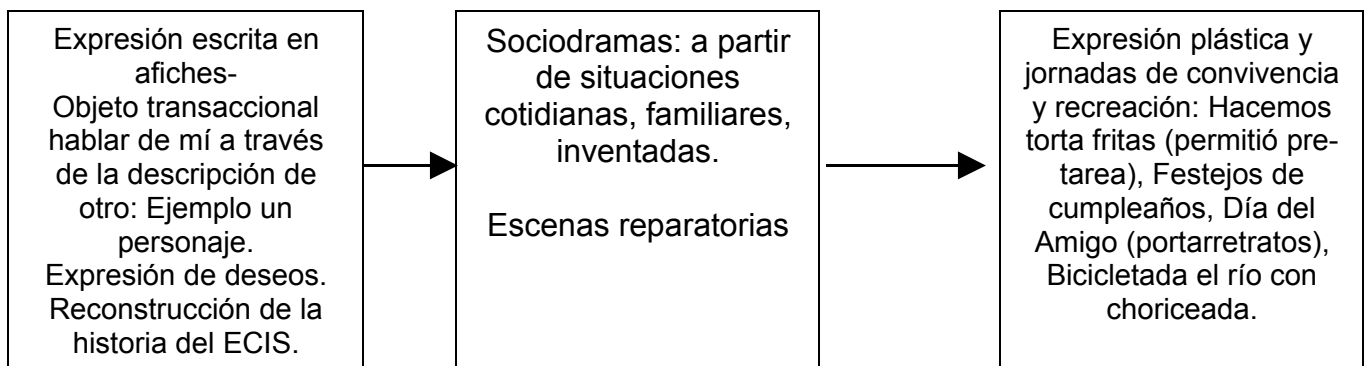 Expresión escrita en
afiches-
Objeto transaccional
hablar de mí a través
de la descripción de
otro: Ejemplo un
personaje.
Expresión de deseos.
Reconstrucción de la
historia del ECIS.
Sociodramas: a partir
de situaciones
cotidianas, familiares,
inventadas.
Escenas reparatorias
Expresión plástica y
jornadas de convivencia
y recreación: Hacemos
torta fritas (permitió pre-
tarea), Festejos de
cumpleaños, Día del
Amigo (portarretratos),
Bicicletada el río con
choriceada.